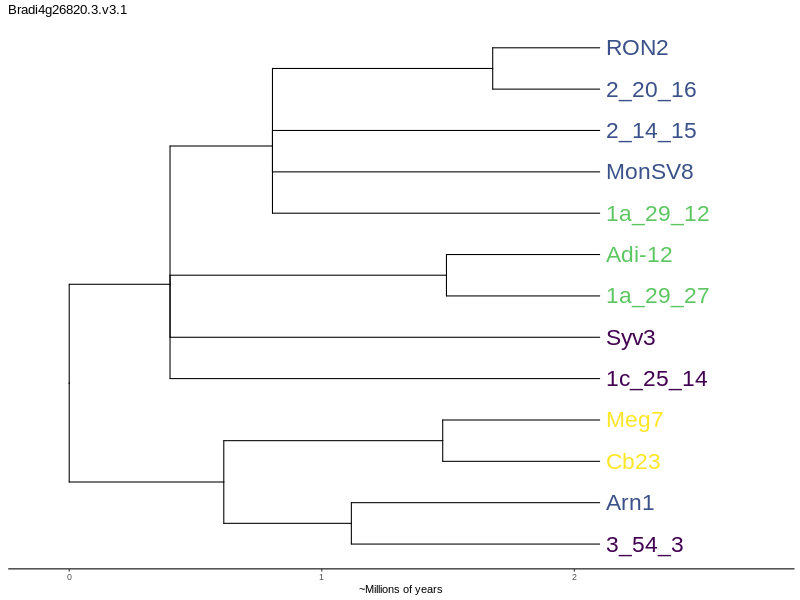 Bradi4g26820.3.v3.1
RON2
2_20_16
2_14_15
MonSV8
1a_29_12
Adi-12
1a_29_27
Syv3
1c_25_14
Meg7
Cb23
Arn1
3_54_3
0 1 2
~Millions of years